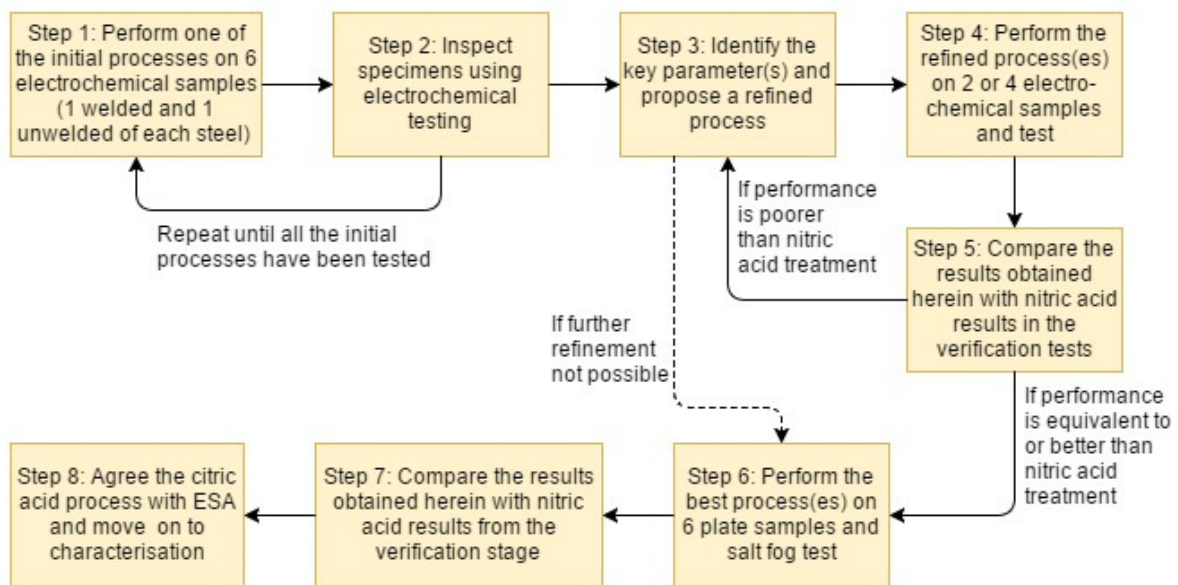 Step 1: Perform one
of the initial processes on 6
electrochemical samples
(1 welded and 1
unwelded of each steel)
Step 2: Inspect
specimens using
electrochemical
testing
Step 3: Identify the
key parameter(s) and
propose a refined
process
Step 4: Perform the
refined process(es)
on 2 or 4 electro-
chemical samples
and test
Repeat until all the initial
processes have been tested
If performance
is poorer
than nitric
acid treatment
Step 5: Compare the
results obtained
herein with nitric acid
results in the
verification tests
If further
refinement
not possible
If performance
is equivalent to
or better than
nitric acid
treatment
Step 6: Perform the
best process(es) on
6 plate samples and
salt fog test
Step 7: Compare the results
obtained herein with nitric
acid results from the
verification stage
Step 8: Agree the citric
acid process with ESA
and move on to
characterisation